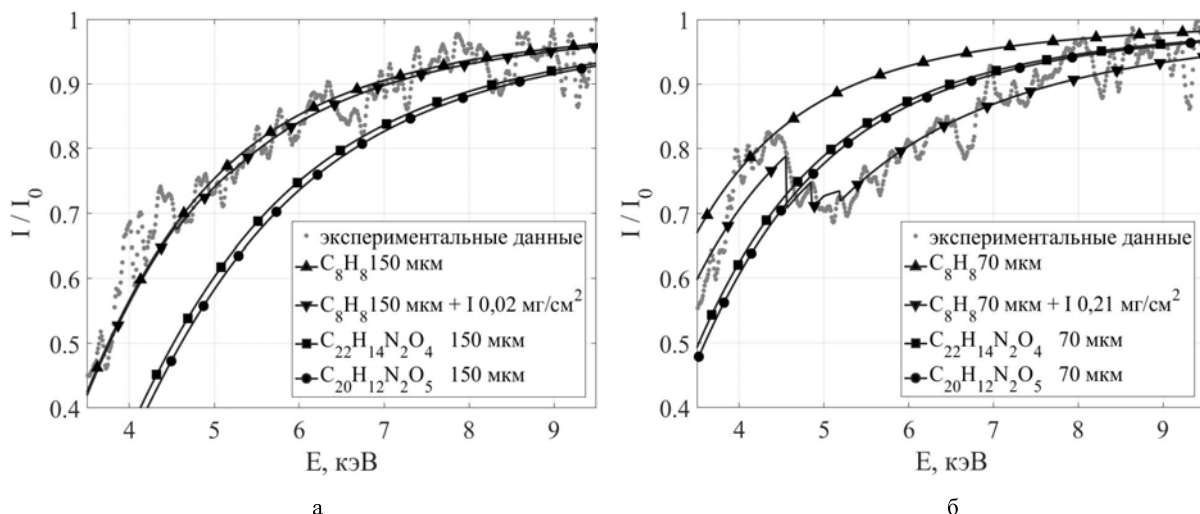 1
0.9
0.8
0.7
0.6
0.5
0.4
I / I₀
экспериментальные данные
C₈H₈ 150 мкм
C₈H₈ 150 мкм + I 0,02 мг/см²
C₂₂H₁₄N₂O₄ 150 мкм
C₂₀H₁₂N₂O₅ 150 мкм
4 5 6 7 8 9
E, кэВ
а
1
0.9
0.8
0.7
0.6
0.5
0.4
I / I₀
экспериментальные данные
C₈H₈ 70 мкм
C₈H₈ 70 мкм + I 0,21 мг/см²
C₂₂H₁₄N₂O₄ 70 мкм
C₂₀H₁₂N₂O₅ 70 мкм
4 5 6 7 8 9
E, кэВ
б